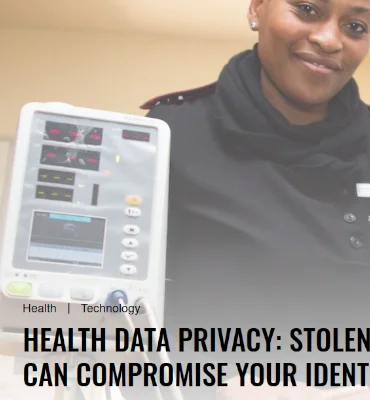 Health | Technology
HEALTH DATA PRIVACY: STOLEN
CAN COMPROMISE YOUR IDENT